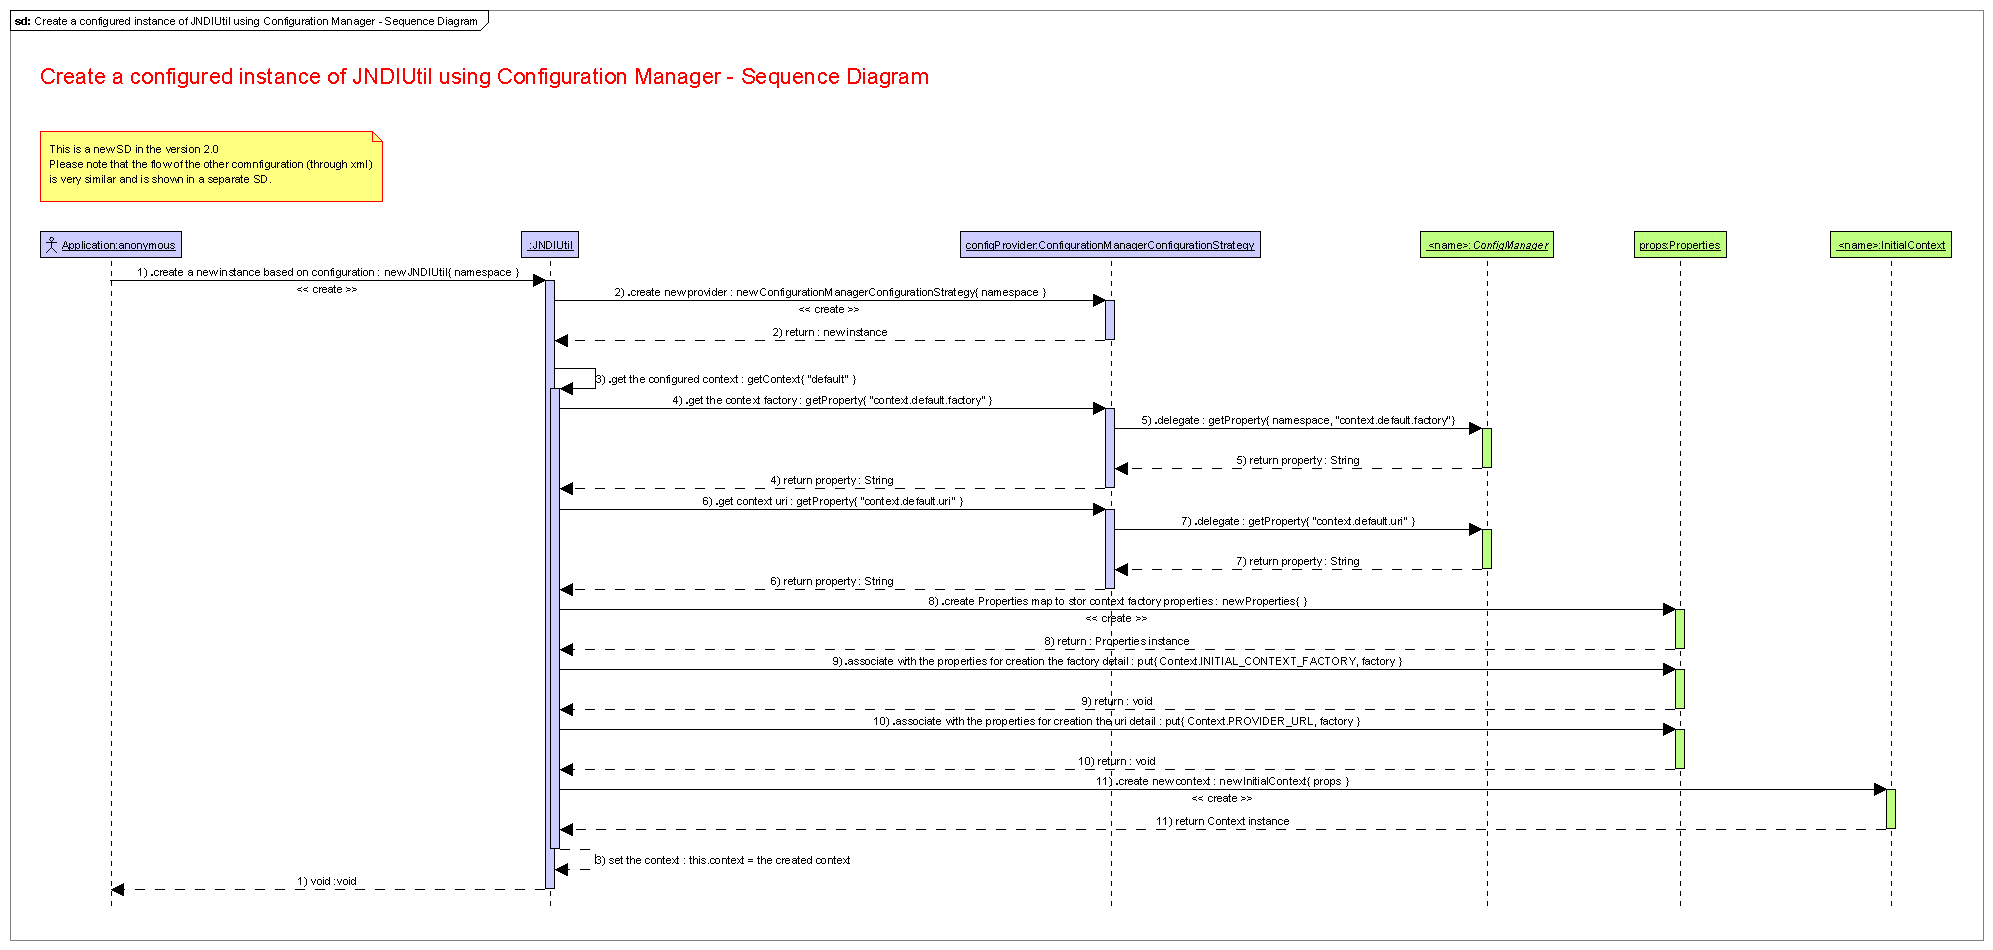 sd: Create a configured instance of JNDIUtil using Configuration Manager - Sequence Diagram
Create a configured instance of JNDIUtil using Configuration Manager - Sequence Diagram
This is a new SD in the version 2.0
Please note that the flow of the other comnfiguration (through xml)
is very similar and is shown in a separate SD.
Application:anonymous
:JNDIUtil
configProvider:ConfigurationManagerConfigurationStrategy
<name>: ConfigManager
props:Properties
<name>:InitialContext
1) .create a new instance based on configuration : new JNDIUtil{ namespace }
<< create >>
2) .create new provider : new ConfigurationManagerConfigurationStrategy{ namespace }
<< create >>
2) return : new instance
3) .get the configured context : getContext{ "default" }
4) .get the context factory : getProperty{ "context.default.factory" }
5) .delegate : getProperty{ namespace, "context.default.factory"}
5) return property : String
4) return property : String
6) .get context uri : getProperty{ "context.default.uri" }
7) .delegate : getProperty{ "context.default.uri" }
7) return property : String
6) return property : String
8) .create Properties map to stor context factory properties : new Properties{ }
<< create >>
8) return : Properties instance
9) .associate with the properties for creation the factory detail : put{ Context.INITIAL_CONTEXT_FACTORY, factory }
9) return : void
10) .associate with the properties for creation the uri detail : put{ Context.PROVIDER_URL, factory }
10) return : void
11) .create new context : new InitialContext{ props }
<< create >>
11) return Context instance
3) set the context : this.context = the created context
1) void :void